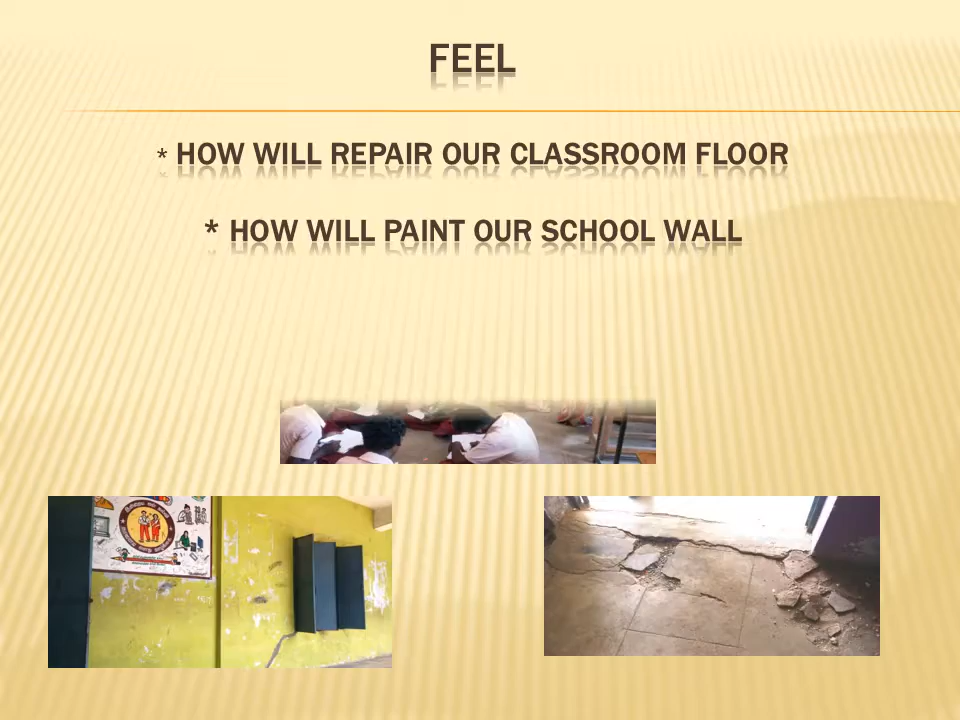 FEEL
* HOW WILL REPAIR OUR CLASSROOM FLOOR
* HOW WILL PAINT OUR SCHOOL WALL